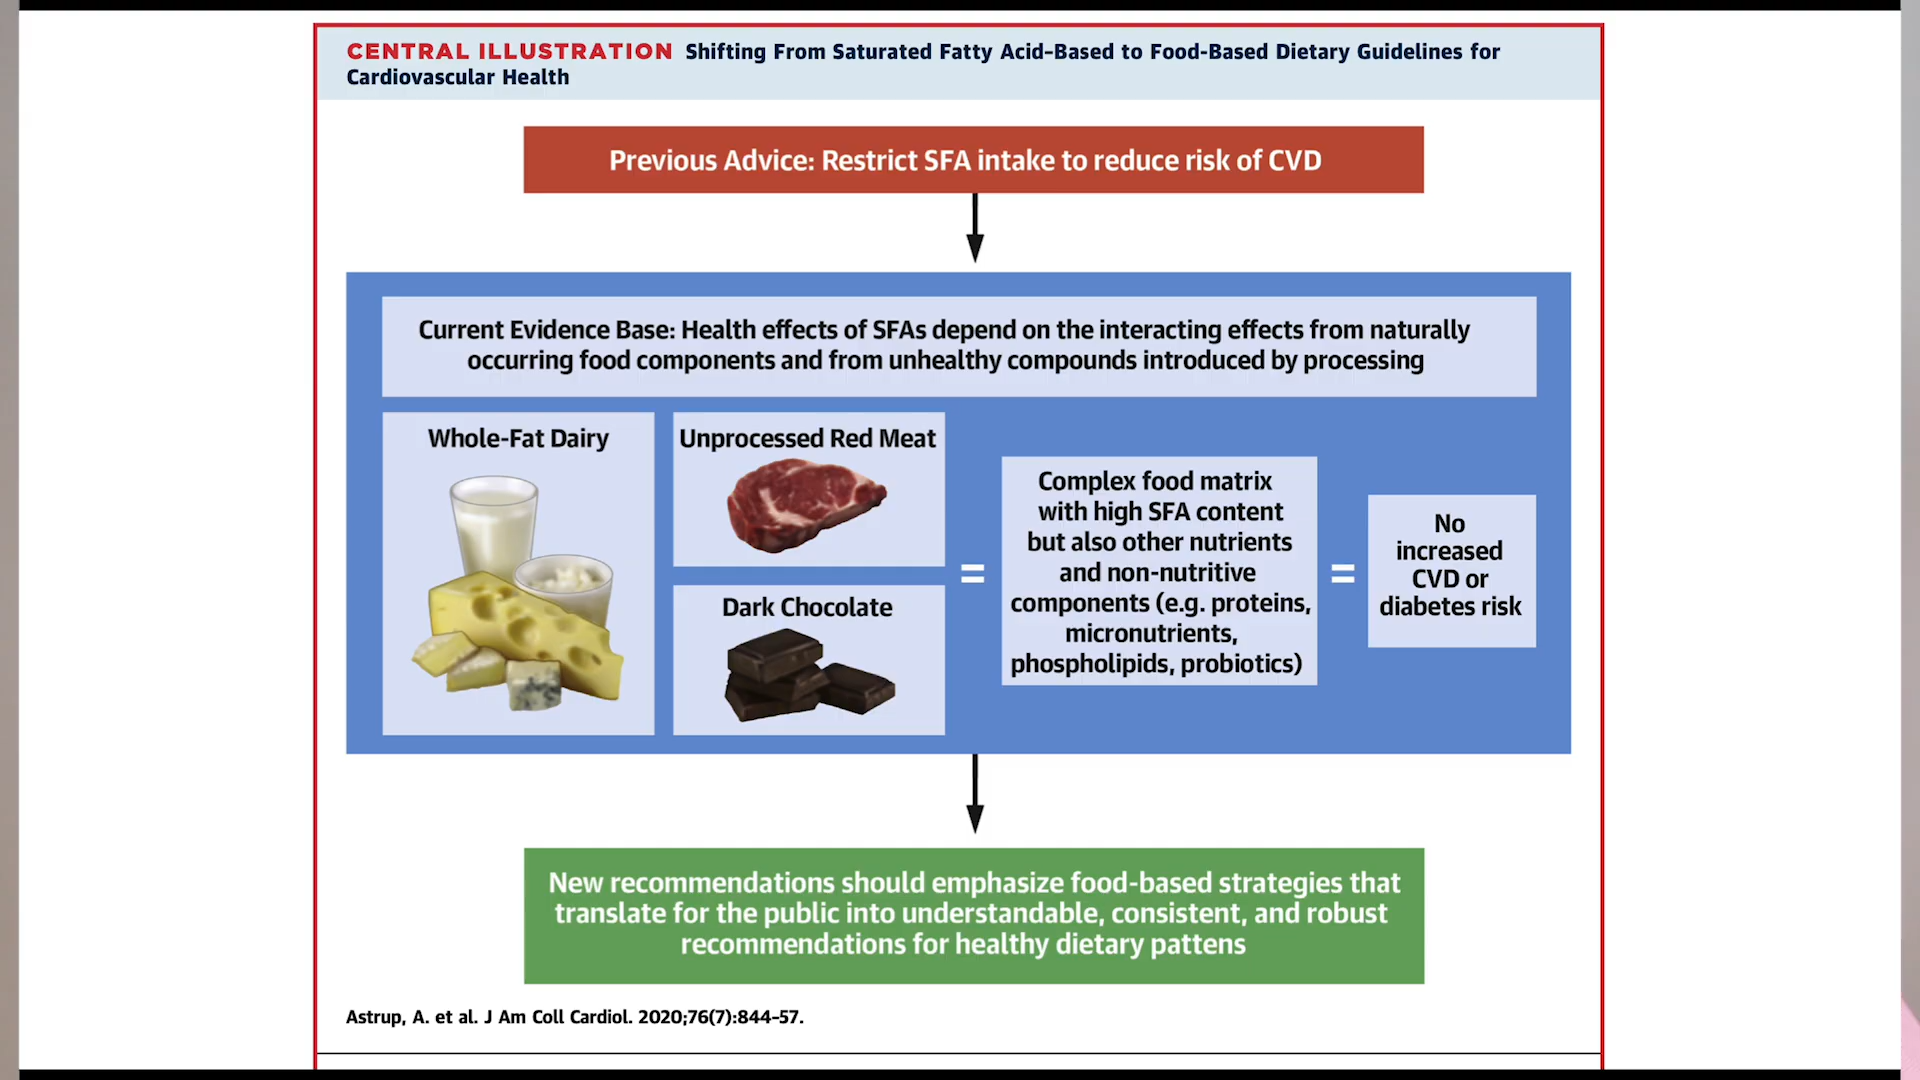 CENTRAL ILLUSTRATION Shifting From Saturated Fatty Acid–Based to Food-Based Dietary Guidelines for
Cardiovascular Health
Previous Advice: Restrict SFA intake to reduce risk of CVD
Current Evidence Base: Health effects of SFAs depend on the interacting effects from naturally
occurring food components and from unhealthy compounds introduced by processing
Whole-Fat Dairy
Unprocessed Red Meat
Dark Chocolate
=
Complex food matrix
with high SFA content
but also other nutrients
and non-nutritive
components (e.g. proteins,
micronutrients,
phospholipids, probiotics)
=
No
increased
CVD or
diabetes risk
New recommendations should emphasize food-based strategies that
translate for the public into understandable, consistent, and robust
recommendations for healthy dietary pattens
Astrup, A. et al. J Am Coll Cardiol. 2020;76(7):844–57.